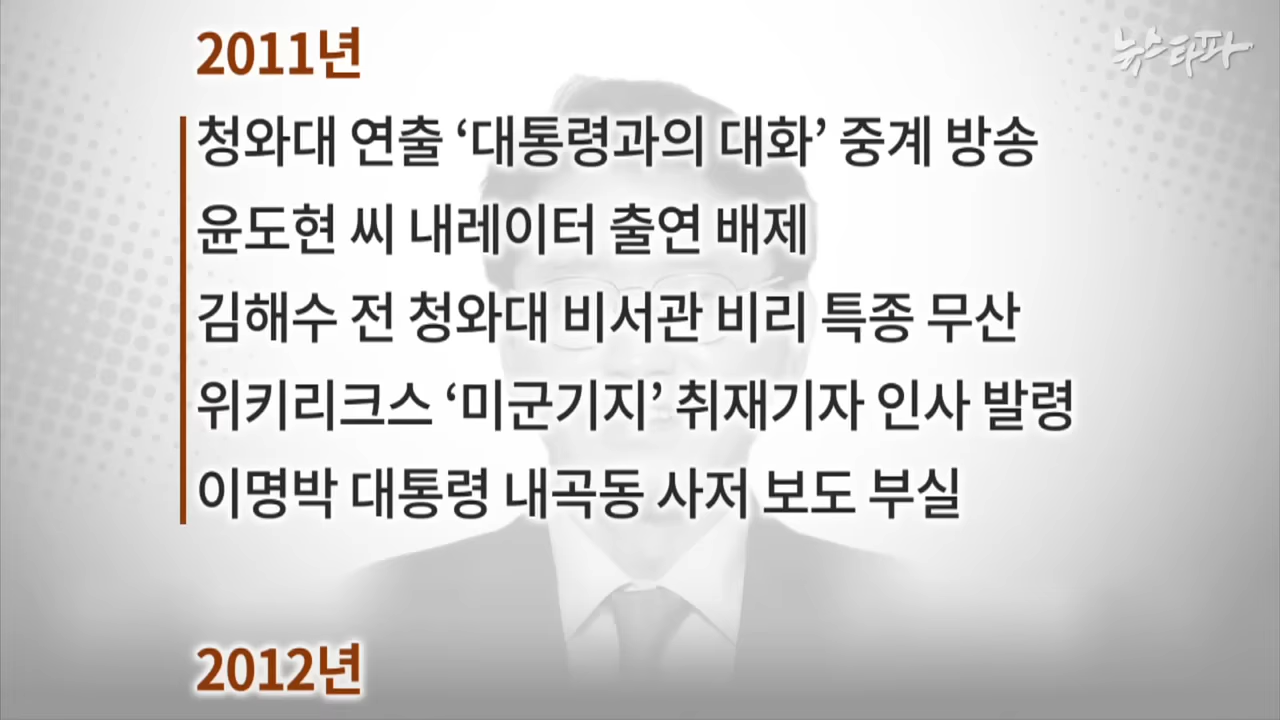 뉴스타파
2011년
청와대 연출 ‘대통령과의 대화’ 중계 방송
윤도현 씨 내레이터 출연 배제
김해수 전 청와대 비서관 비리 특종 무산
위키리크스 ‘미군기지’ 취재기자 인사 발령
이명박 대통령 내곡동 사저 보도 부실
2012년